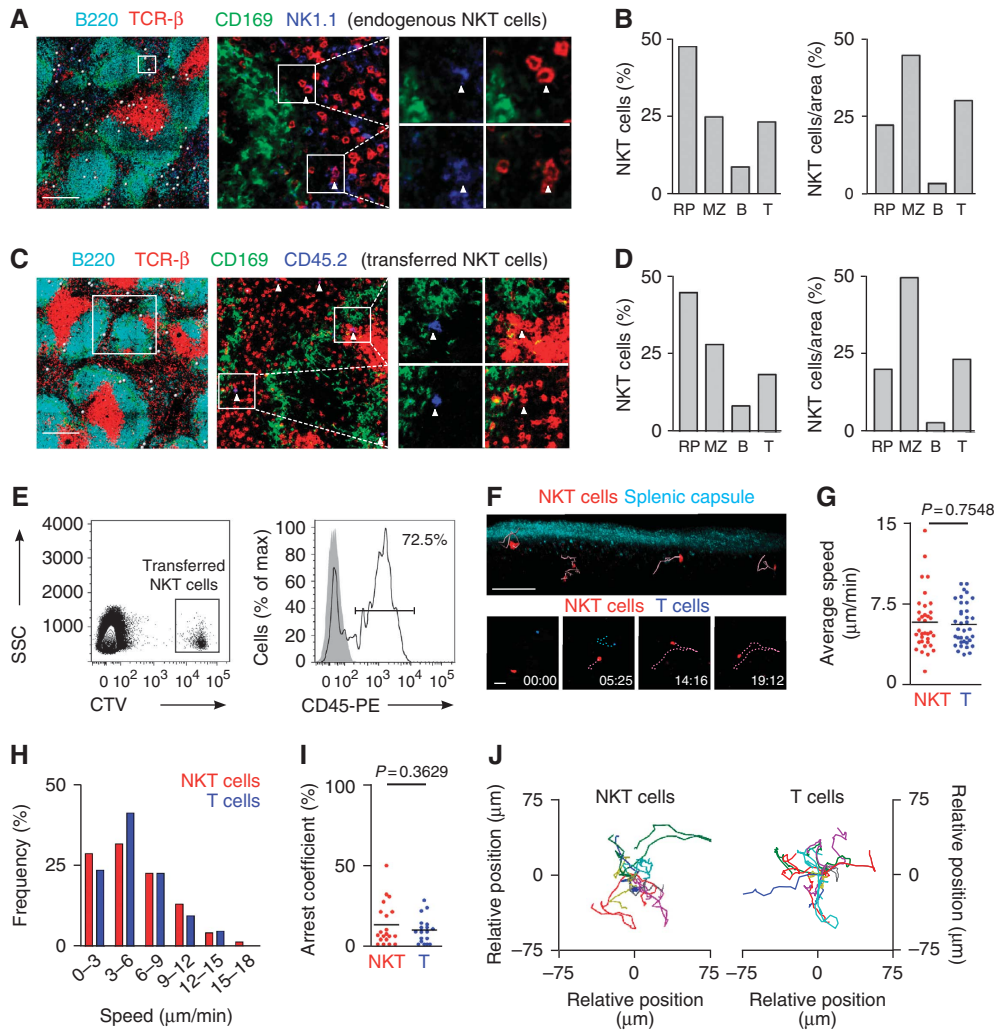 A
B220 TCR-β CD169 NK1.1 (endogenous NKT cells)
B
NKT cells (%)
50
25
0
RP MZ B T
NKT cells/area (%)
50
25
0
RP MZ B T
C
B220 TCR-β CD169 CD45.2 (transferred NKT cells)
D
NKT cells (%)
50
25
0
RP MZ B T
NKT cells/area (%)
50
25
0
RP MZ B T
E
SSC
4000
3000
2000
1000
Transferred
NKT cells
0 10² 10³ 10⁴ 10⁵
CTV
Cells (% of max)
100
80
60
40
20
0
72.5%
0 10² 10³ 10⁴ 10⁵
CD45-PE
F
NKT cells Splenic capsule
NKT cells T cells
00:00 05:25 14:16 19:12
G
P=0.7548
Average speed
(μm/min)
15
7.5
0
NKT T
H
NKT cells
T cells
Frequency (%)
50
25
0
0–3 3–6 6–9 9–12 12–15 15–18
Speed (μm/min)
I
P=0.3629
Arrest coefficient (%)
100
50
0
NKT T
J
NKT cells T cells
Relative position (μm)
75
0
–75
–75 0 75
Relative position
(μm)
–75 0 75
Relative position
(μm)
75
0
–75
Relative position (μm)